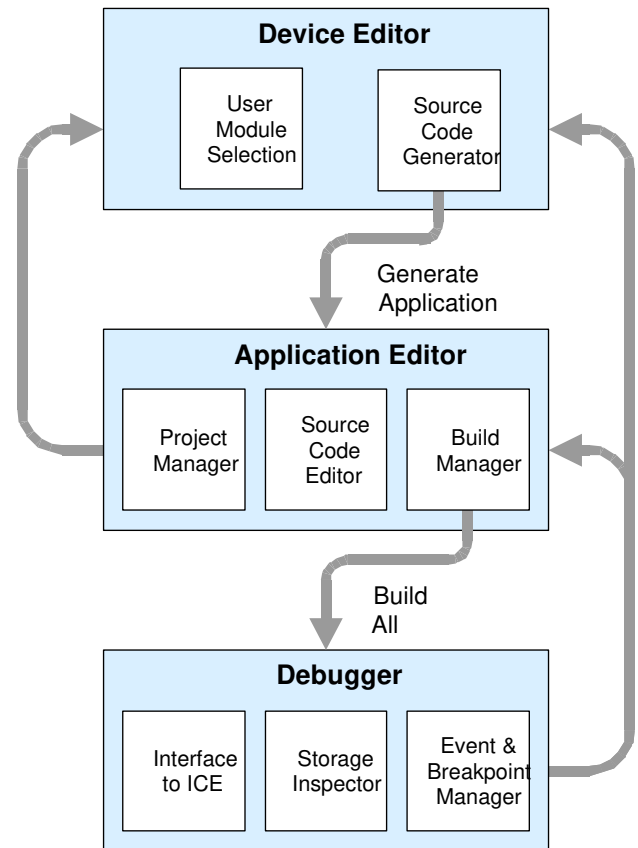 Device Editor
User
Module
Selection
Source
Code
Generator
Generate
Application
Application Editor
Project
Manager
Source
Code
Editor
Build
Manager
Build
All
Debugger
Interface
to ICE
Storage
Inspector
Event &
Breakpoint
Manager